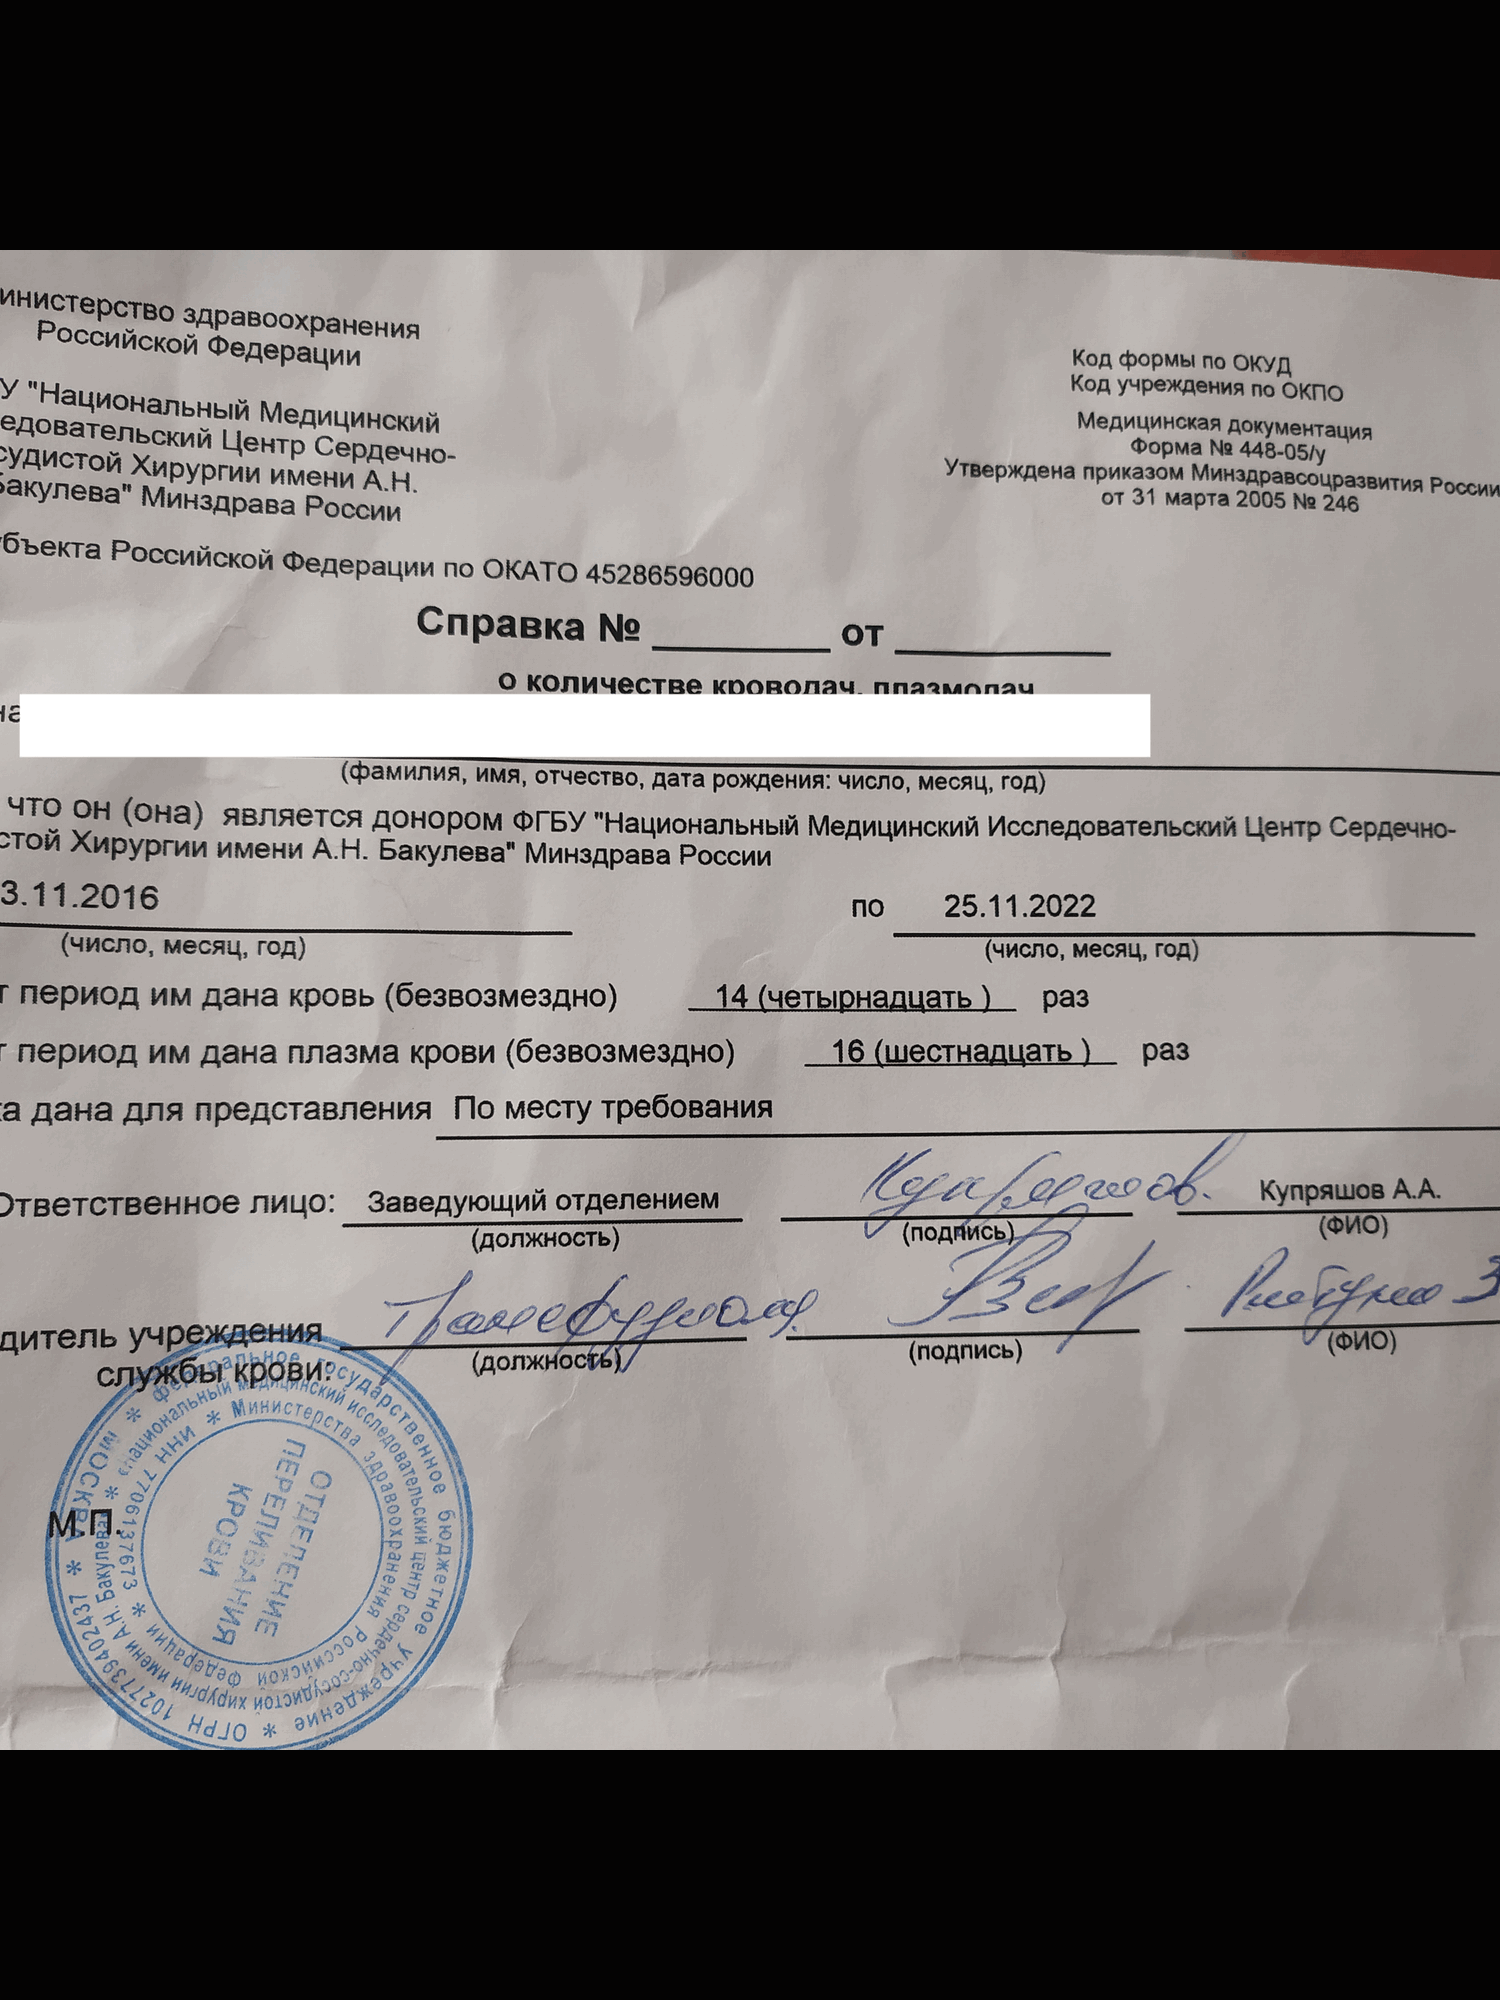 инистерство здравоохранения
Российской Федерации
У "Национальный Медицинский
едовательский Центр Сердечно-
судистой Хирургии имени А.Н.
Бакулева" Минздрава России
Код формы по ОКУД
Код учреждения по ОКПО
Медицинская документация
Форма № 448-05/у
Утверждена приказом Минздравсоцразвития России
от 31 марта 2005 № 246
бъекта Российской Федерации по ОКАТО 45286596000
Справка № ________ от ________
о количестве кроводач, плазмодач
на
(фамилия, имя, отчество, дата рождения: число, месяц, год)
что он (она) является донором ФГБУ "Национальный Медицинский Исследовательский Центр Сердечно-
стой Хирургии имени А.Н. Бакулева" Минздрава России
3.11.2016 по 25.11.2022
(число, месяц, год) (число, месяц, год)
т период им дана кровь (безвозмездно) 14 (четырнадцать ) раз
т период им дана плазма крови (безвозмездно) 16 (шестнадцать ) раз
ка дана для представления По месту требования
Ответственное лицо: Заведующий отделением Купряшов. Купряшов А.А.
(должность) (подпись) (ФИО)
дитель учреждения
службы крови:
(должность) (подпись) (ФИО)
М.П.
* федеральное государственное бюджетное учреждение * ОГРН 1027739402437 * МОСКВА
«Национальный медицинский исследовательский центр сердечно-сосудистой хирургии имени А.Н. Бакулева» *
* Министерства здравоохранения Российской Федерации * ИНН 7706137673
ОТДЕЛЕНИЕ
ПЕРЕЛИВАНИЯ
КРОВИ